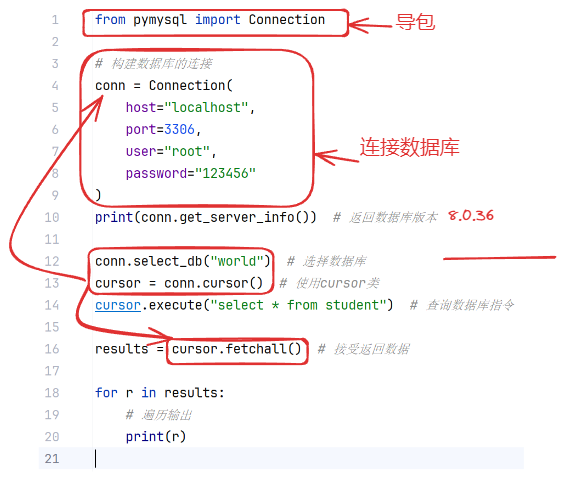 1 from pymysql import Connection 导包
2
3 # 构建数据库的连接
4 conn = Connection(
5 host="localhost",
6 port=3306,
7 user="root", 连接数据库
8 password="123456"
9 )
10 print(conn.get_server_info()) # 返回数据库版本 8.0.36
11
12 conn.select_db("world") # 选择数据库
13 cursor = conn.cursor() # 使用cursor类
14 cursor.execute("select * from student") # 查询数据库指令
15
16 results = cursor.fetchall() # 接受返回数据
17
18 for r in results:
19 # 遍历输出
20 print(r)
21